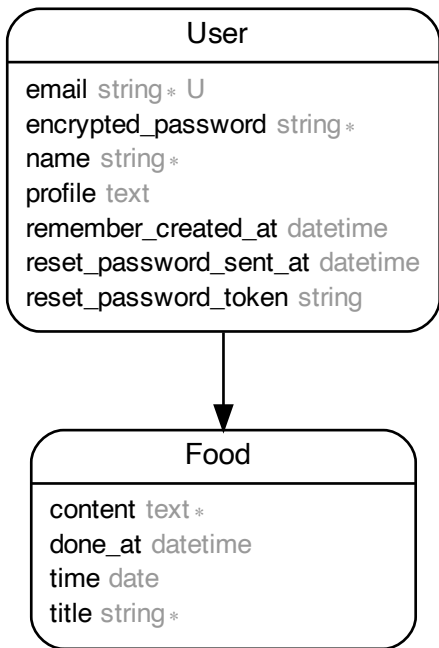 User
email string * U
encrypted_password string *
name string *
profile text
remember_created_at datetime
reset_password_sent_at datetime
reset_password_token string
Food
content text *
done_at datetime
time date
title string *